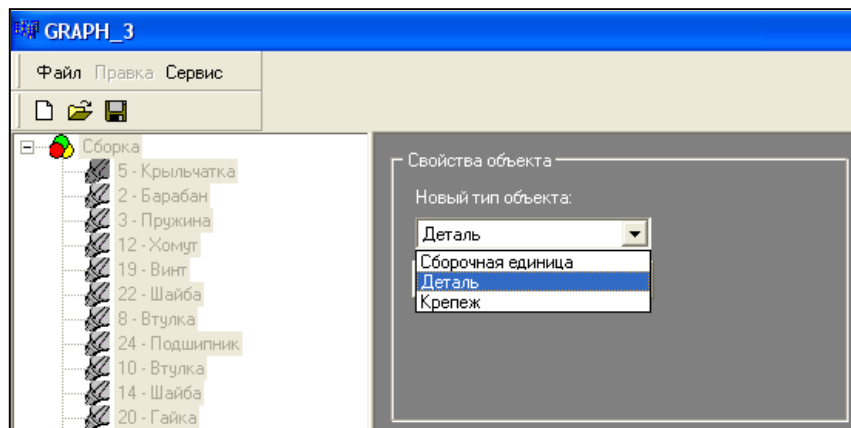 GRAPH_3
Файл Правка Сервис
Сборка
5 - Крыльчатка
2 - Барабан
3 - Пружина
12 - Хомут
19 - Винт
22 - Шайба
8 - Втулка
24 - Подшипник
10 - Втулка
14 - Шайба
20 - Гайка
Свойства объекта
Новый тип объекта:
Деталь
Сборочная единица
Деталь
Крепеж